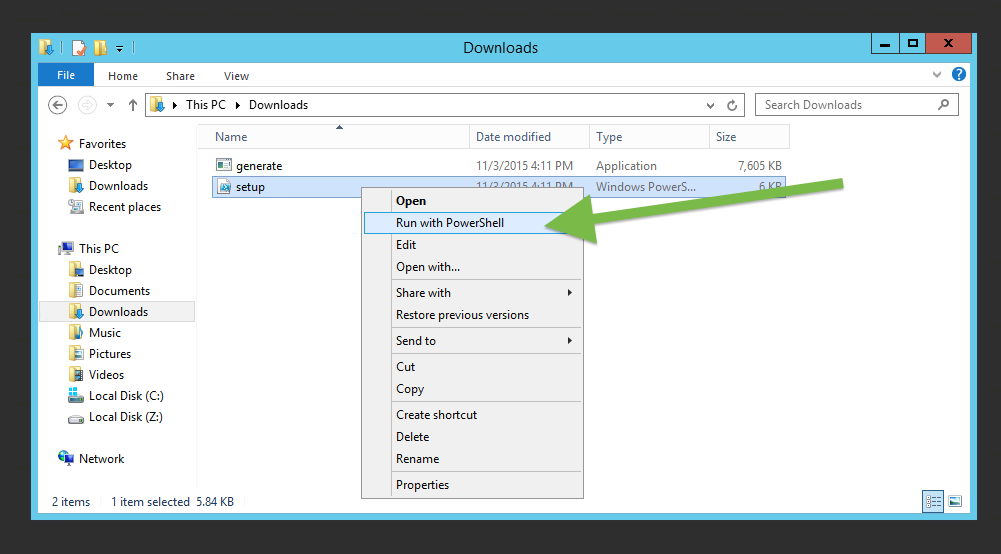 Downloads
File Home Share View
This PC Downloads Search Downloads
Name Date modified Type Size
generate 11/3/2015 4:11 PM Application 7,605 KB
setup 11/3/2015 4:11 PM Windows PowerS... 6 KB
Favorites
Desktop
Downloads
Recent places
This PC
Desktop
Documents
Downloads
Music
Pictures
Videos
Local Disk (C:)
Local Disk (Z:)
Network
Open
Run with PowerShell
Edit
Open with...
Share with
Restore previous versions
Send to
Cut
Copy
Create shortcut
Delete
Rename
Properties
2 items 1 item selected 5.84 KB